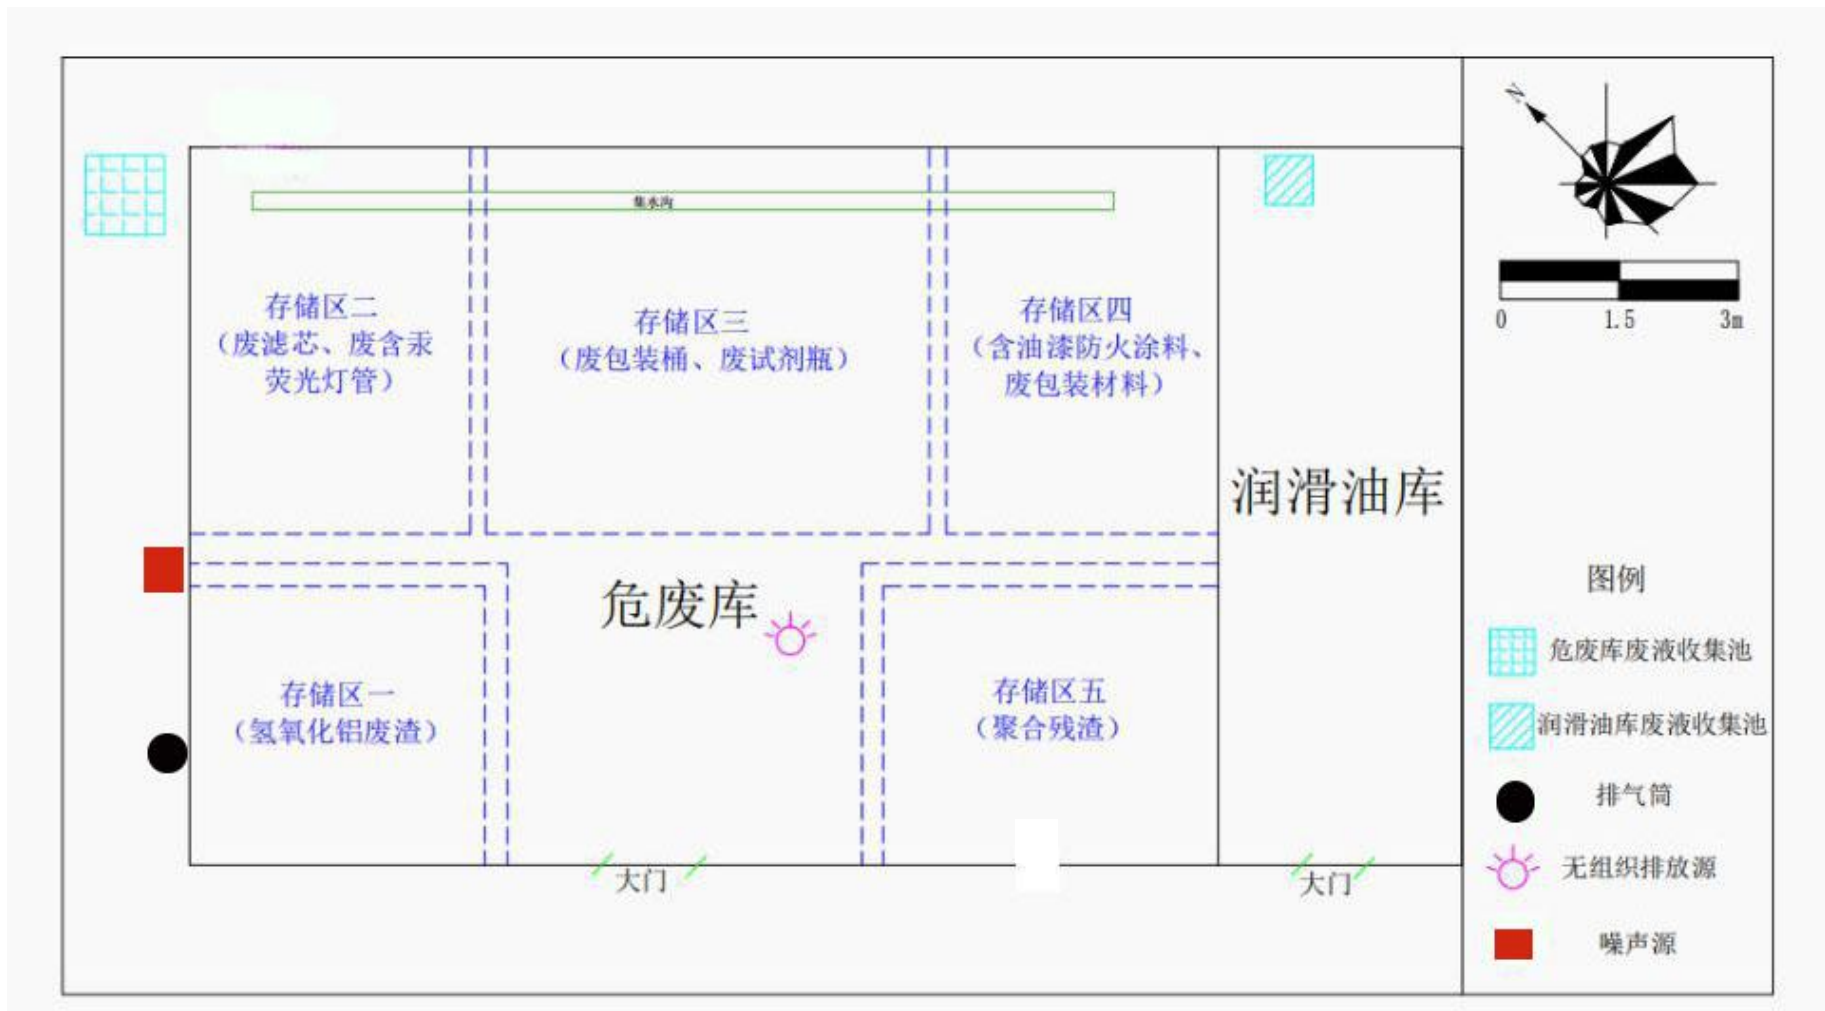 N
集水沟
存储区二
（废滤芯、废含汞
荧光灯管）
存储区三
（废包装桶、废试剂瓶）
存储区四
（含油漆防火涂料、
废包装材料）
0 1.5 3m
润滑油库
危废库
存储区一
（氢氧化铝废渣）
存储区五
（聚合残渣）
大门
大门
图例
危废库废液收集池
润滑油库废液收集池
排气筒
无组织排放源
噪声源